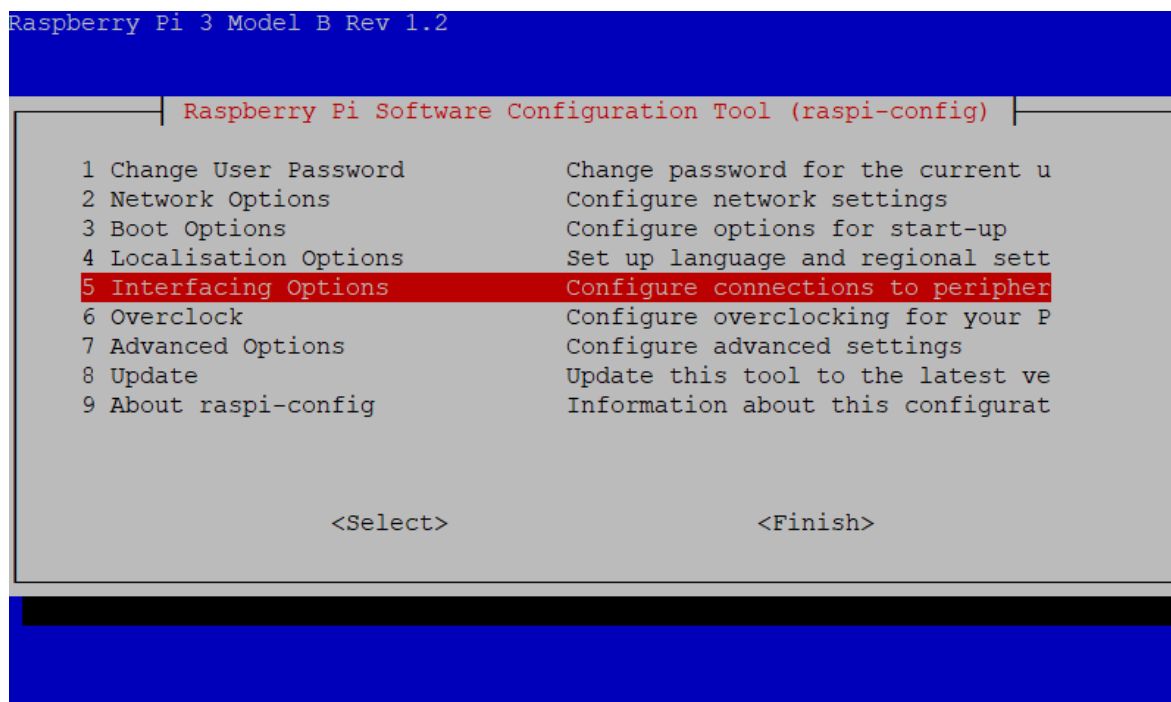 Raspberry Pi 3 Model B Rev 1.2
Raspberry Pi Software Configuration Tool (raspi-config)
1 Change User Password Change password for the current u
2 Network Options Configure network settings
3 Boot Options Configure options for start-up
4 Localisation Options Set up language and regional sett
5 Interfacing Options Configure connections to peripher
6 Overclock Configure overclocking for your P
7 Advanced Options Configure advanced settings
8 Update Update this tool to the latest ve
9 About raspi-config Information about this configurat
<Select> <Finish>